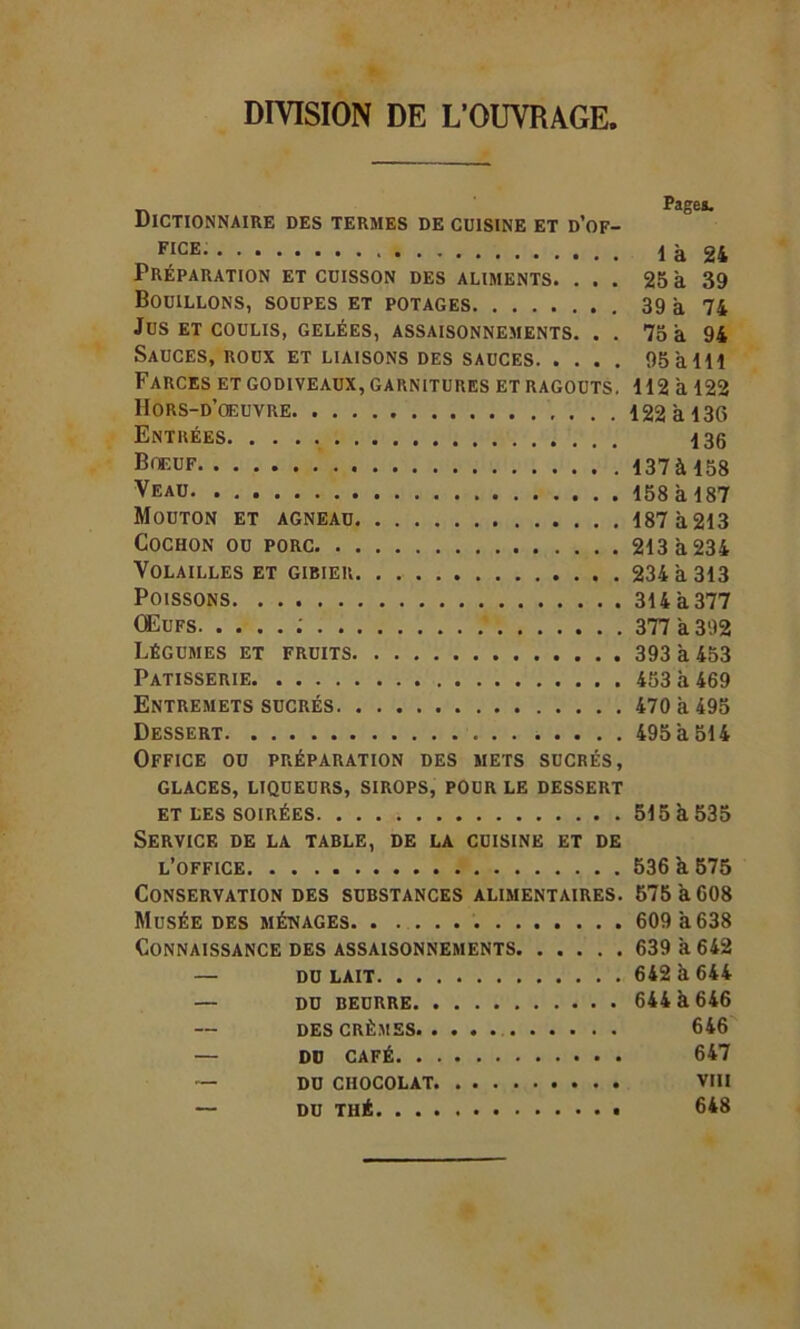 DIVISION DE L'OUVRAGE.
Pages.
DICTIONNAIRE DES TERMES DE CUISINE ET D'OF-
FICE. . . . . . . . . . . . . . . . . . . . . . . 1 à 24
PRÉPARATION ET CUISSON DES ALIMENTS. . . . 25 à 39
BOUILLONS, SOUPES ET POTAGES. . . . . . . . 39 à 74
JUS ET COULIS, GELÉES, ASSAISONNEMENTS. . . 75 à 94
SAUCES, ROUX ET LIAISONS DES SAUCES. . . . . 95 à 111
FARCES ET GODIVEAUX, GARNITURES ET RAGOUTS. 112 à 122
HORS-D'ŒUVRE. . . . . . . . . . . . . . . . . 122 à 136
ENTRÉES. . . . . . . . . . . . . . . . . . . . 136
BŒUF. . . . . . . . . . . . . . . . . . . . . . 137 à 158
VEAU. . . . . . . . . . . . . . . . . . . . . . 158 à 187
MOUTON ET AGNEAU. . . . . . . . . . . . . . 187 à 213
COCHON OU PORC. . . . . . . . . . . . . . . . 213 à 234
VOLAILLES ET GIBIER. . . . . . . . . . . . . . 234 à 313
POISSONS. . . . . . . . . . . . . . . . . . . . 314 à 377
ŒUFS. . . . . . . . . . . . . . . . . . . . . . 377 à 392
LÉGUMES ET FRUITS. . . . . . . . . . . . . . 393 à 453
PATISSERIE. . . . . . . . . . . . . . . . . . . 453 à 469
ENTREMETS SUCRÉS. . . . . . . . . . . . . . . 470 à 495
DESSERT. . . . . . . . . . . . . . . . . . . . 495 à 514
OFFICE OU PRÉPARATION DES METS SUCRÉS,
GLACES, LIQUEURS, SIROPS, POUR LE DESSERT
ET LES SOIRÉES. . . . . . . . . . . . . . . . 515 à 535
SERVICE DE LA TABLE, DE LA CUISINE ET DE
L'OFFICE. . . . . . . . . . . . . . . . . . . . 536 à 575
CONSERVATION DES SUBSTANCES ALIMENTAIRES. 575 à 608
MUSÉE DES MÉNAGES. . . . . . . . . . . . . . 609 à 638
CONNAISSANCE DES ASSAISONNEMENTS. . . . . . 639 à 642
— DU LAIT. . . . . . . . . . . . . 642 à 644
— DU BEURRE. . . . . . . . . . . 644 à 646
— DES CRÈMES. . . . . . . . . . . 646
— DU CAFÉ. . . . . . . . . . . . . 647
— DU CHOCOLAT. . . . . . . . . . VIII
— DU THÉ. . . . . . . . . . . . . . 648